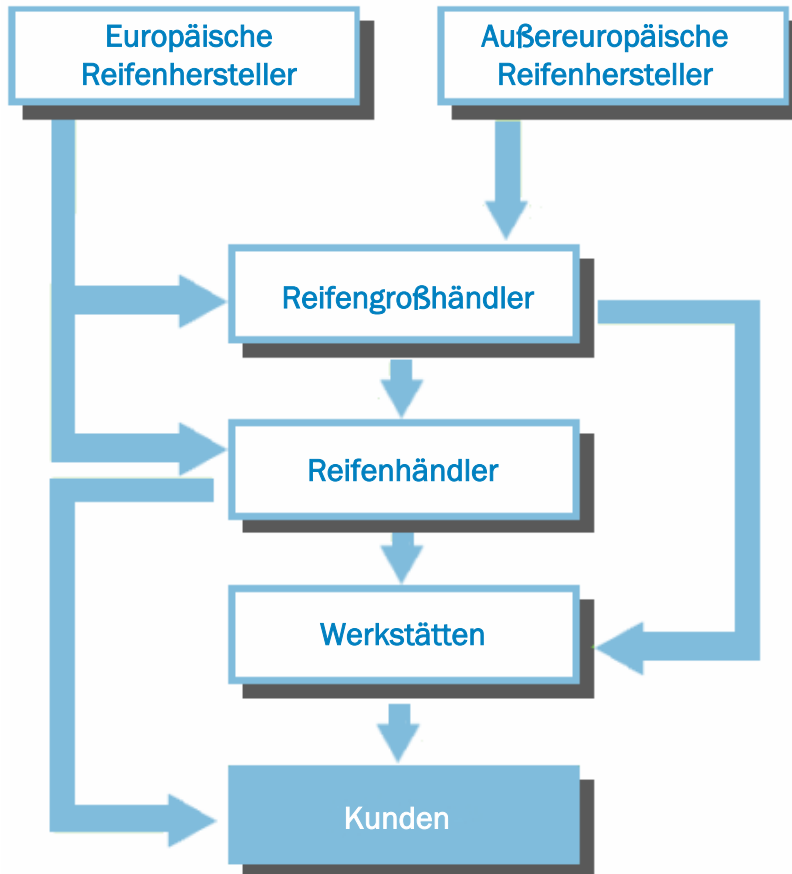 Europäische
Reifenhersteller
Außereuropäische
Reifenhersteller
Reifengroßhändler
Reifenhändler
Werkstätten
Kunden